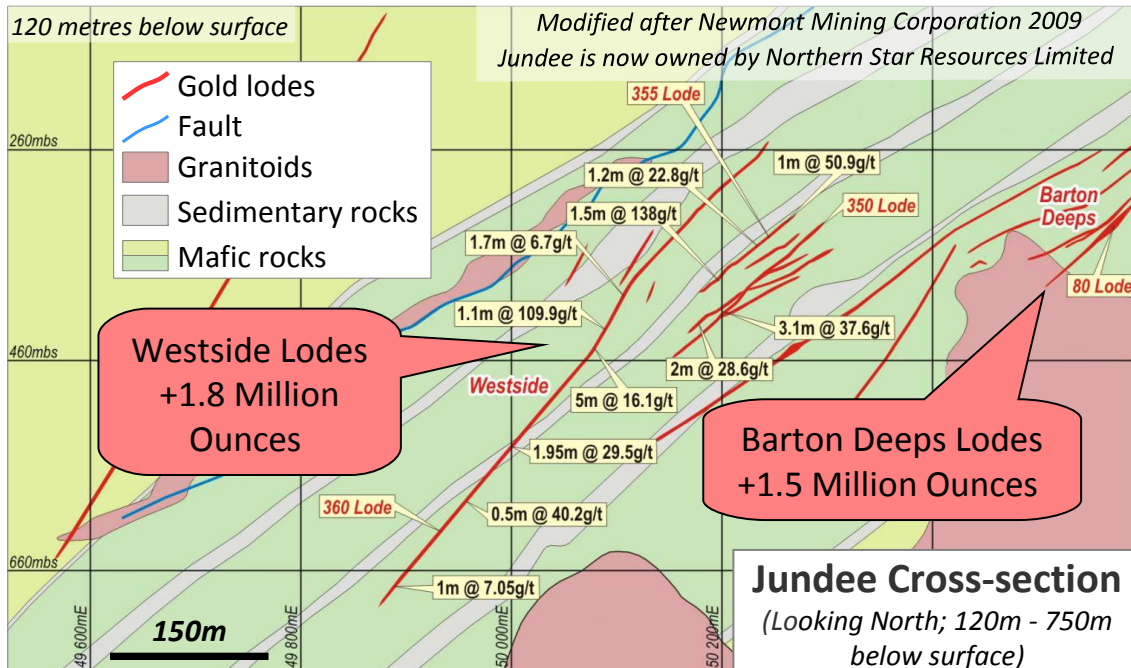 120 metres below surface
Modified after Newmont Mining Corporation 2009
Jundee is now owned by Northern Star Resources Limited
Gold lodes
Fault
Granitoids
Sedimentary rocks
Mafic rocks
355 Lode
260mbs
1m @ 50.9g/t
1.2m @ 22.8g/t
350 Lode
1.5m @ 138g/t
Barton
Deeps
1.7m @ 6.7g/t
80 Lode
1.1m @ 109.9g/t
3.1m @ 37.6g/t
Westside Lodes
+1.8 Million
Ounces
460mbs
2m @ 28.6g/t
Westside
5m @ 16.1g/t
Barton Deeps Lodes
+1.5 Million Ounces
1.95m @ 29.5g/t
360 Lode
0.5m @ 40.2g/t
660mbs
1m @ 7.05g/t
Jundee Cross-section
(Looking North; 120m - 750m
below surface)
150m
49 600mE
49 800mE
50 000mE
50 200mE